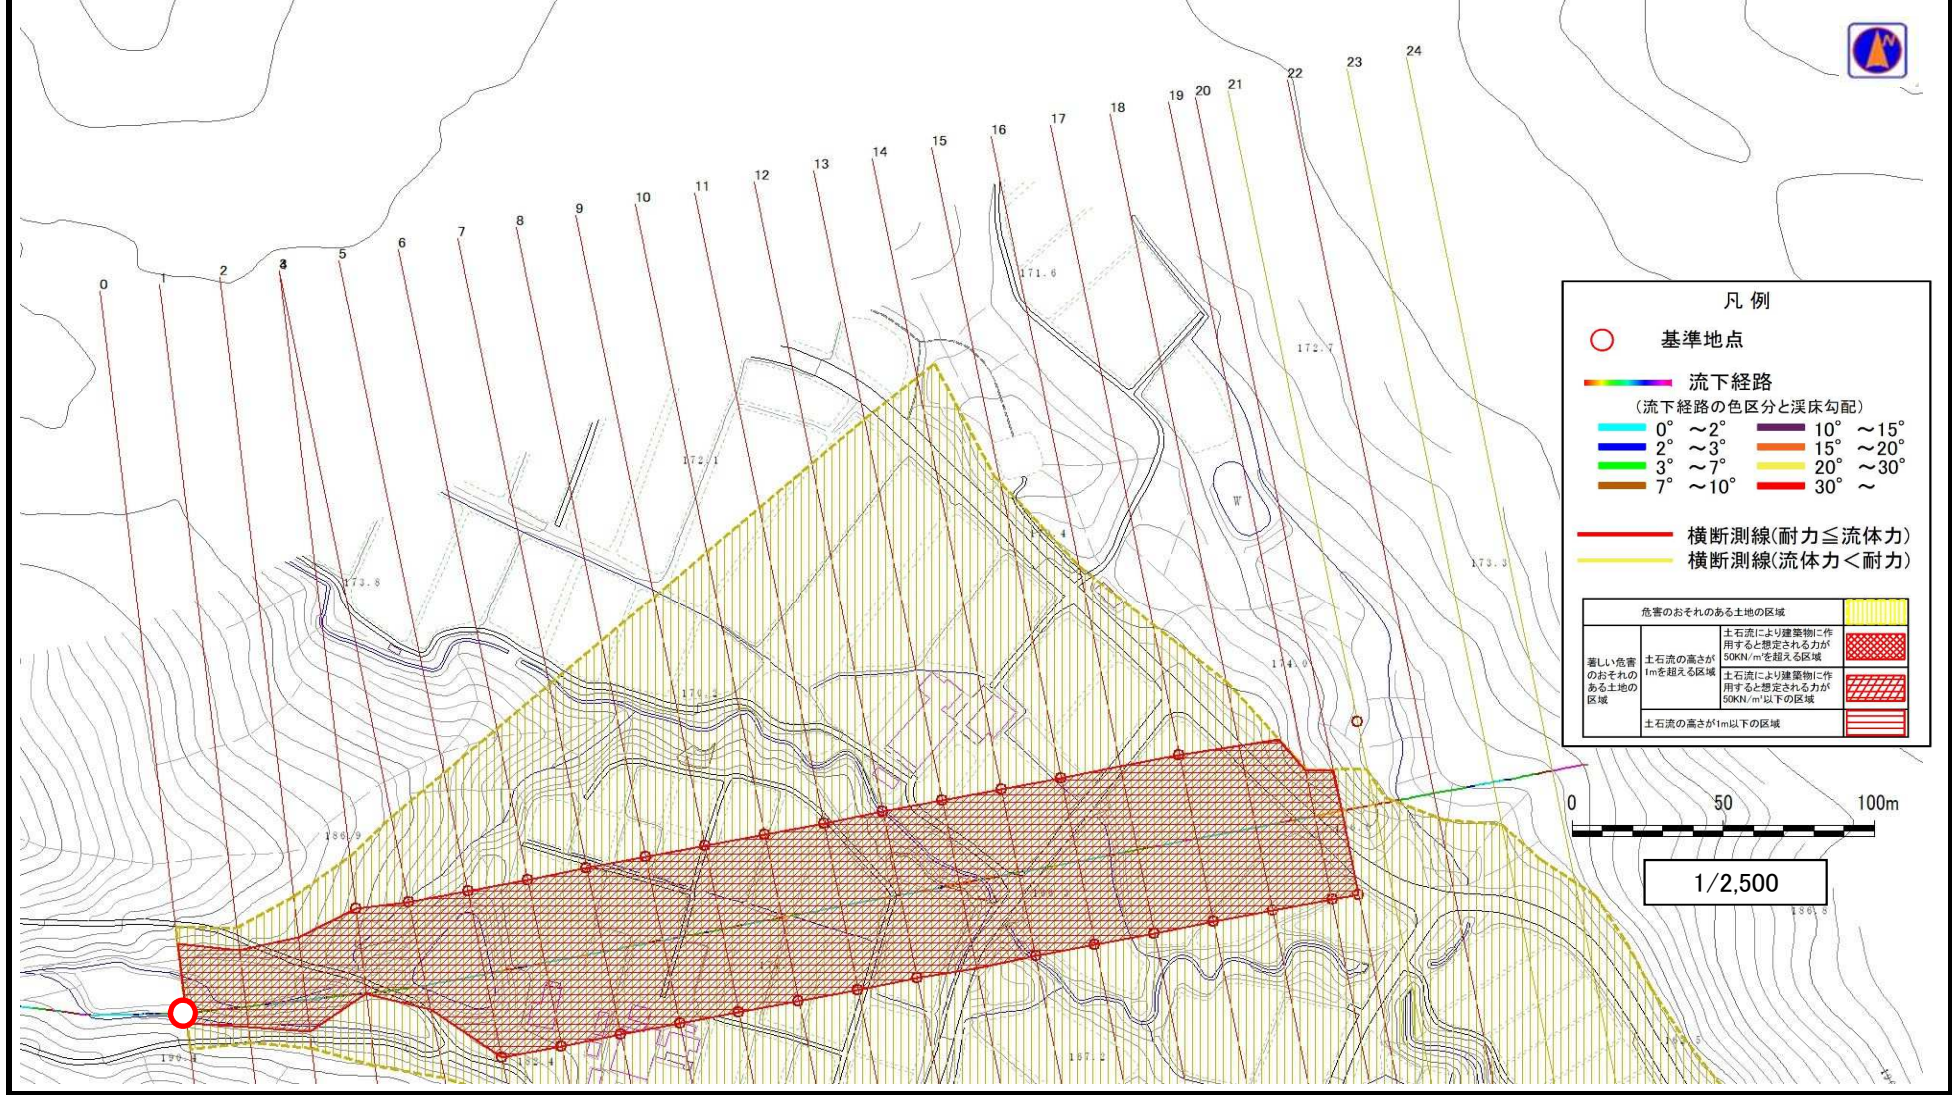 24
23
22
21
20
19
18
17
16
15
14
13
12
11
10
9
8
7
6
5
2
1
0
N
171.6
172.7
172.1
173.8
173.3
174.0
170.2
186.9
190.4
167.2
186.8
W
凡 例
基準地点
流下経路
(流下経路の色区分と渓床勾配)
0° ～2° 10° ～15°
2° ～3° 15° ～20°
3° ～7° 20° ～30°
7° ～10° 30° ～
横断測線(耐力≦流体力)
横断測線(流体力＜耐力)
危害のおそれのある土地の区域
著しい危害
のおそれの
ある土地の
区域
土石流の高さが
1mを超える区域
土石流により建築物に作
用すると想定される力が
50KN/㎡を超える区域
土石流により建築物に作
用すると想定される力が
50KN/㎡以下の区域
土石流の高さが1m以下の区域
0 50 100m
1/2,500